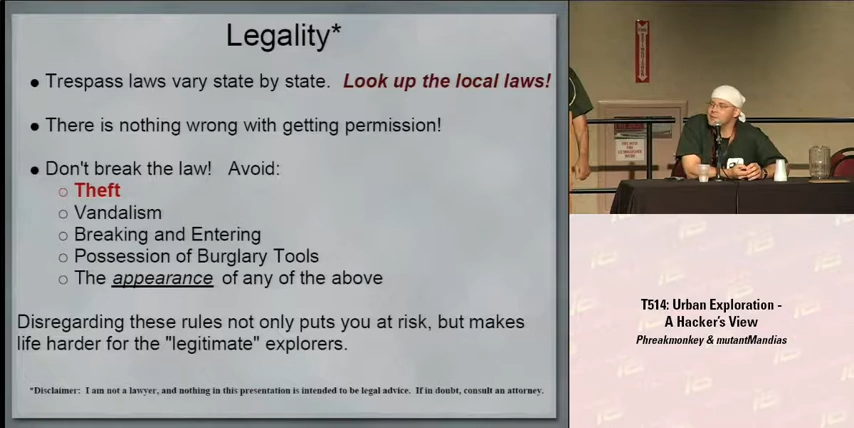 Legality*
● Trespass laws vary state by state. Look up the local laws!
● There is nothing wrong with getting permission!
● Don't break the law! Avoid:
○ Theft
○ Vandalism
○ Breaking and Entering
○ Possession of Burglary Tools
○ The appearance of any of the above
Disregarding these rules not only puts you at risk, but makes
life harder for the "legitimate" explorers.
*Disclaimer: I am not a lawyer, and nothing in this presentation is intended to be legal advice. If in doubt, consult an attorney.
T514: Urban Exploration -
A Hacker's View
Phreakmonkey & mutantMandias